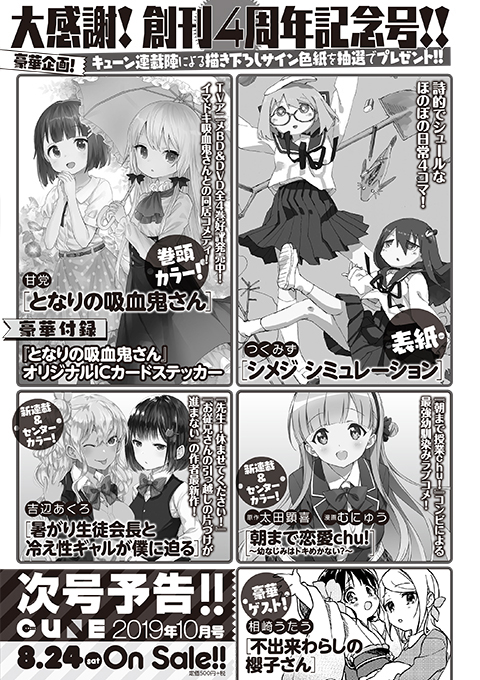 大感謝!創刊4周年記念号!!
豪華企画!
キューン連載陣による描き下ろしサイン色紙を抽選でプレゼント!!
TVアニメBD&DVD全4巻好評発売中!
イマドキ吸血鬼さんとの同居コメディ!
巻頭カラー!
甘党
[となりの吸血鬼さん]
豪華付録
『となりの吸血鬼さん』
オリジナルICカードステッカー
詩的でシュールな
ほのぼの日常4コマ!
表紙
つくみず
[シメジ シミュレーション]
新連載
&
センター
カラー!
「先生!休ませてください!」
「お隣さんの引っ越しの片づけが
進まない」の作者最新作!
吉辺あくろ
[暑がり生徒会長と
冷え性ギャルが僕に迫る]
「朝まで授業chu!」コンビによる
最強幼馴染みラブコメ!
新連載
&
センター
カラー!
原作 太田顕喜 漫画 むにゅう
[朝まで恋愛chu!
~幼なじみはトキめかない?~]
次号予告!!
CUNE 2019年10月号
8.24 sat On Sale!!
定価500円+税
豪華
ゲスト!
相崎うたう
[不出来わらしの
櫻子さん]